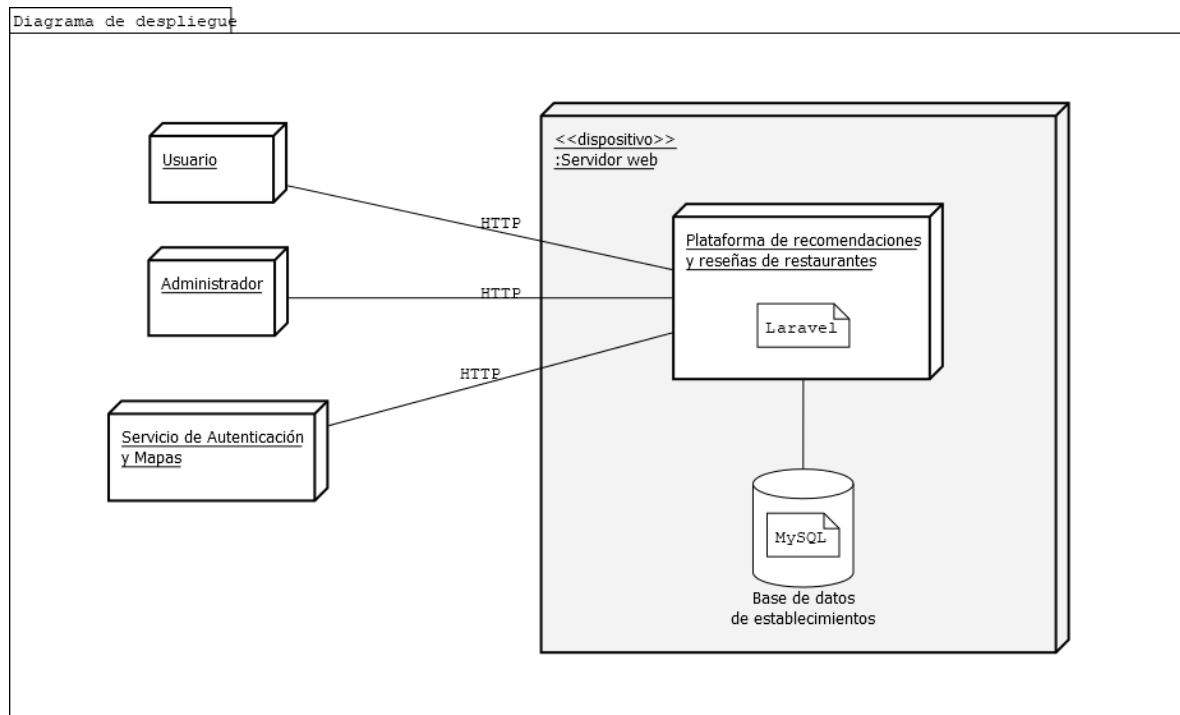 Diagrama de despliegue
<<dispositivo>>
:Servidor web
Usuario
HTTP
Plataforma de recomendaciones
y reseñas de restaurantes
Administrador
HTTP
Laravel
HTTP
Servicio de Autenticación
y Mapas
MySQL
Base de datos
de establecimientos